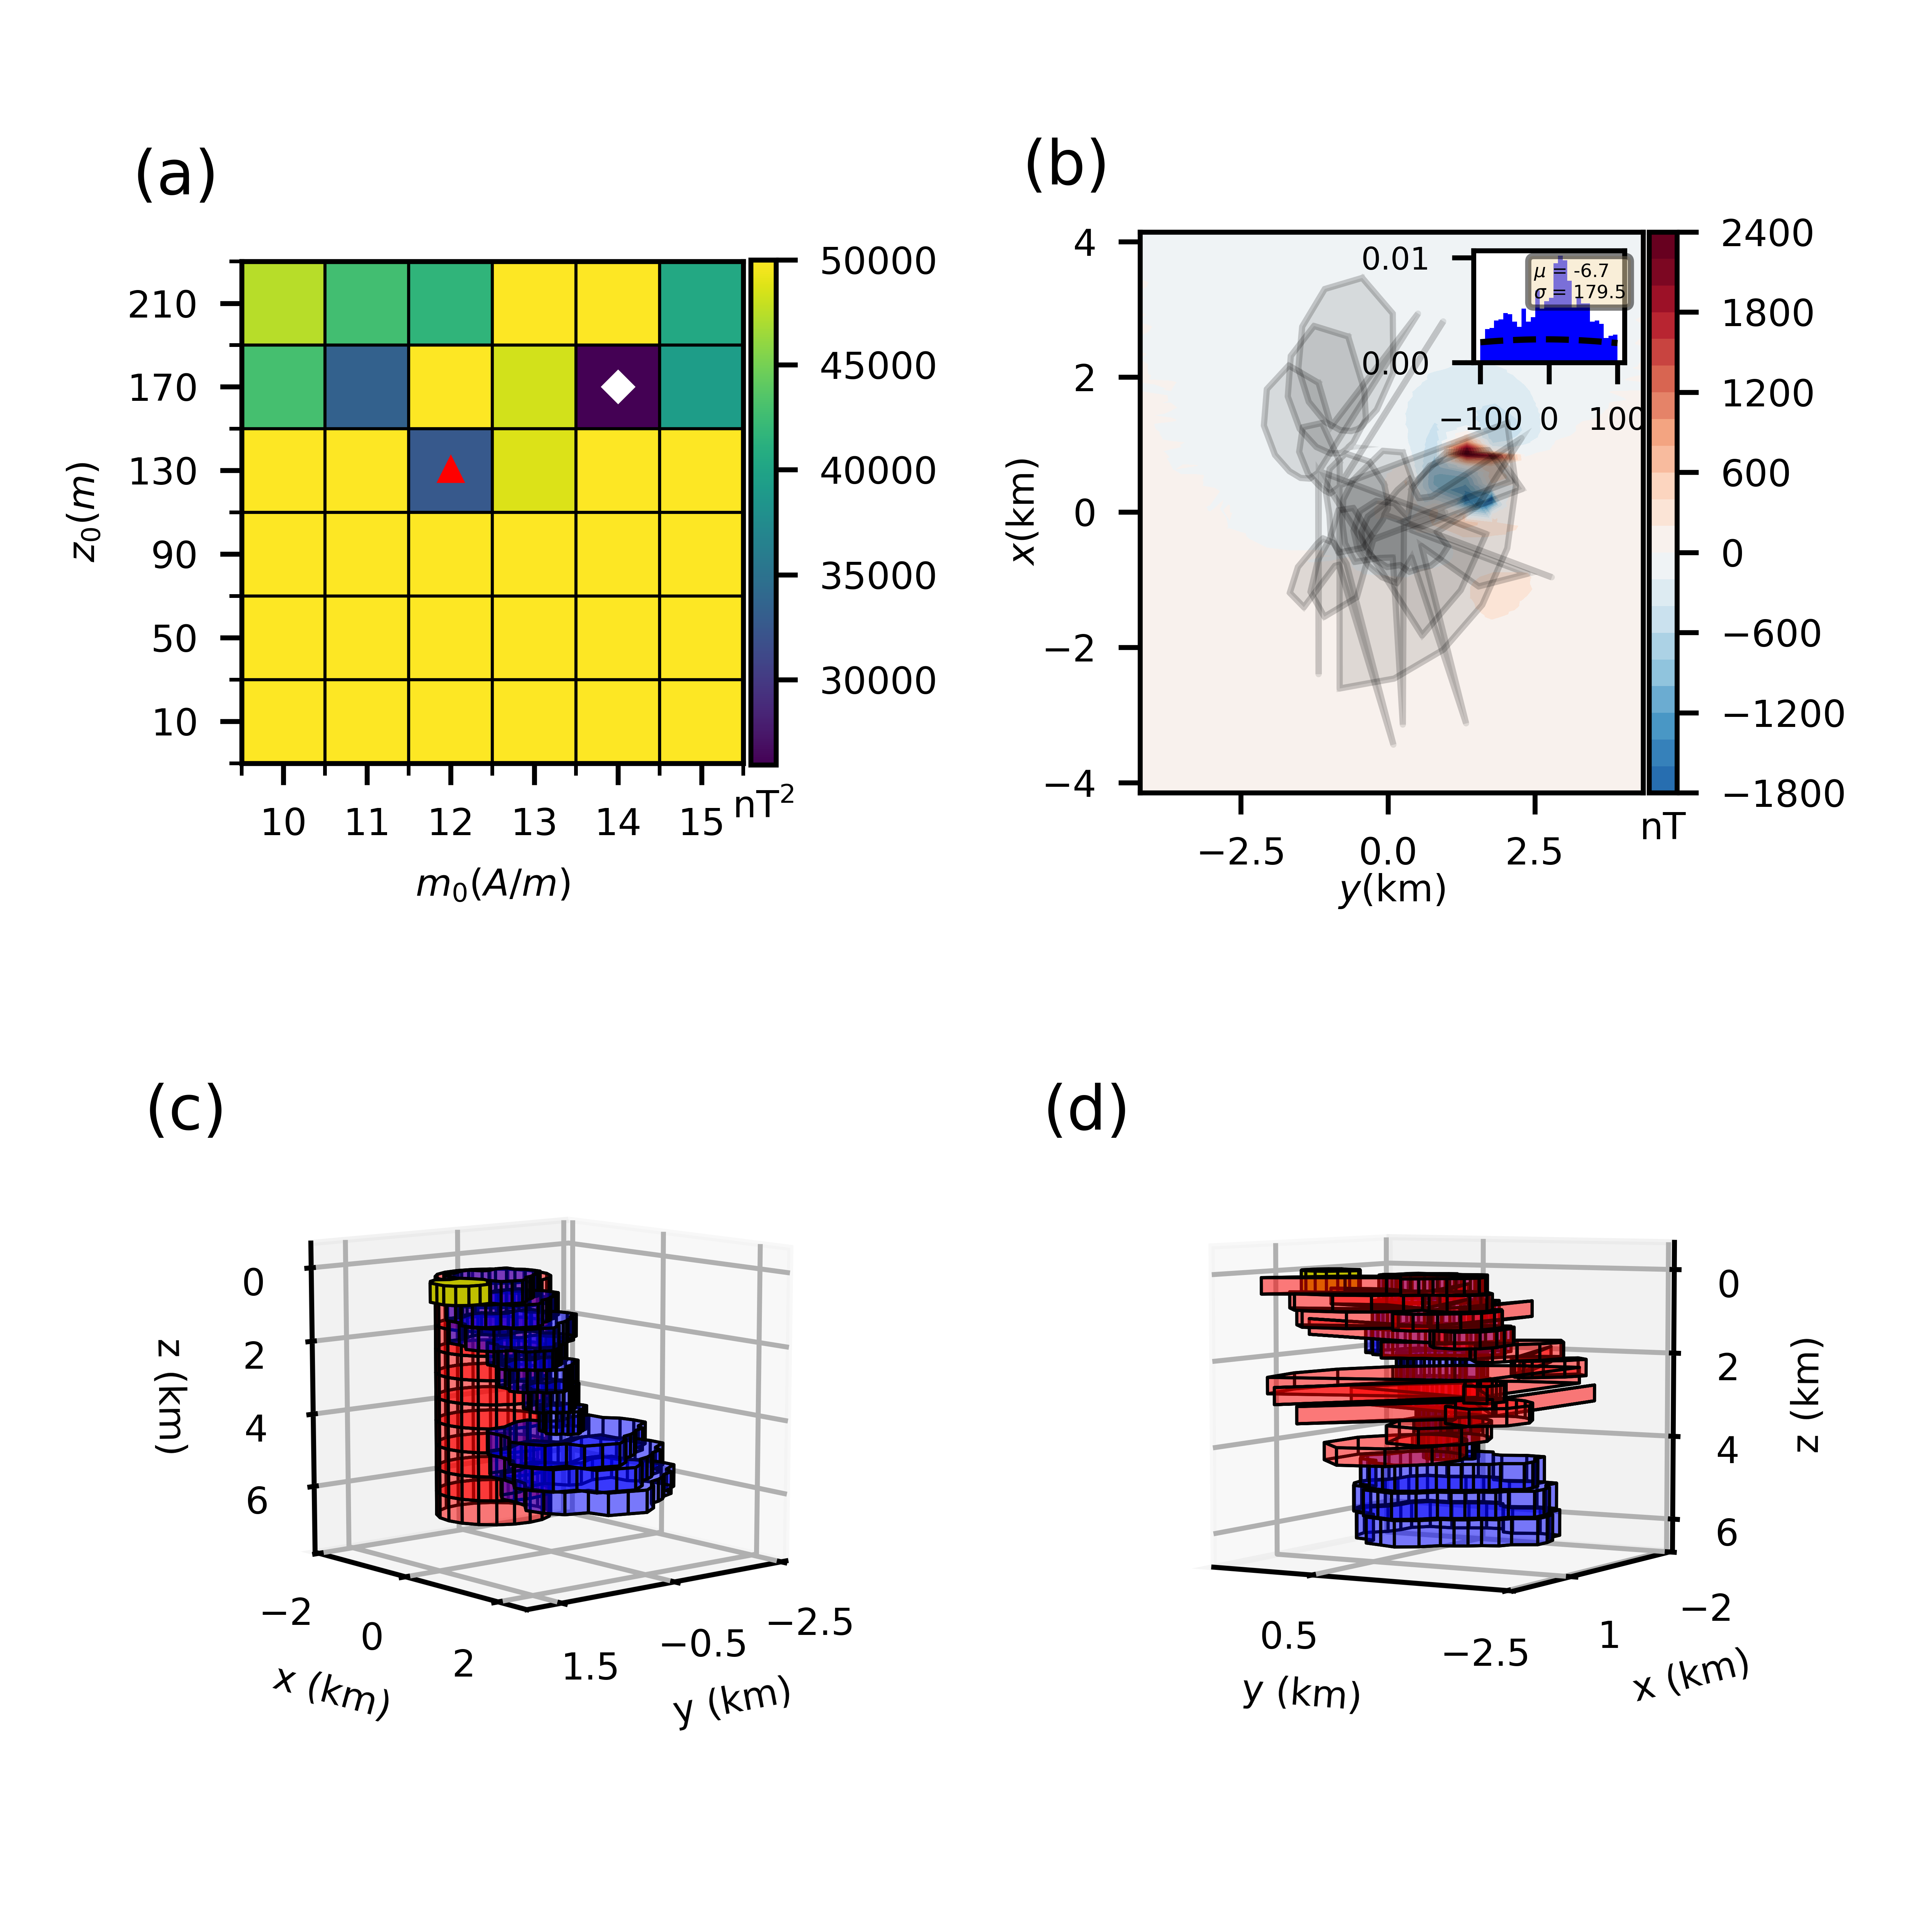 (a)
210
170
130
90
50
10
z₀(m)
10 11 12 13 14 15
m₀(A/m)
50000
45000
40000
35000
30000
nT²
(b)
4
2
0
−2
−4
x(km)
−2.5 0.0 2.5
y(km)
0.01
0.00
−100 0 100
μ = -6.7
σ = 179.5
2400
1800
1200
600
0
−600
−1200
−1800
nT
(c)
0
2
4
6
z (km)
−2 0 2
x (km)
1.5 −0.5 −2.5
y (km)
(d)
0
2
4
6
z (km)
0.5 −2.5
y (km)
1 −2
x (km)